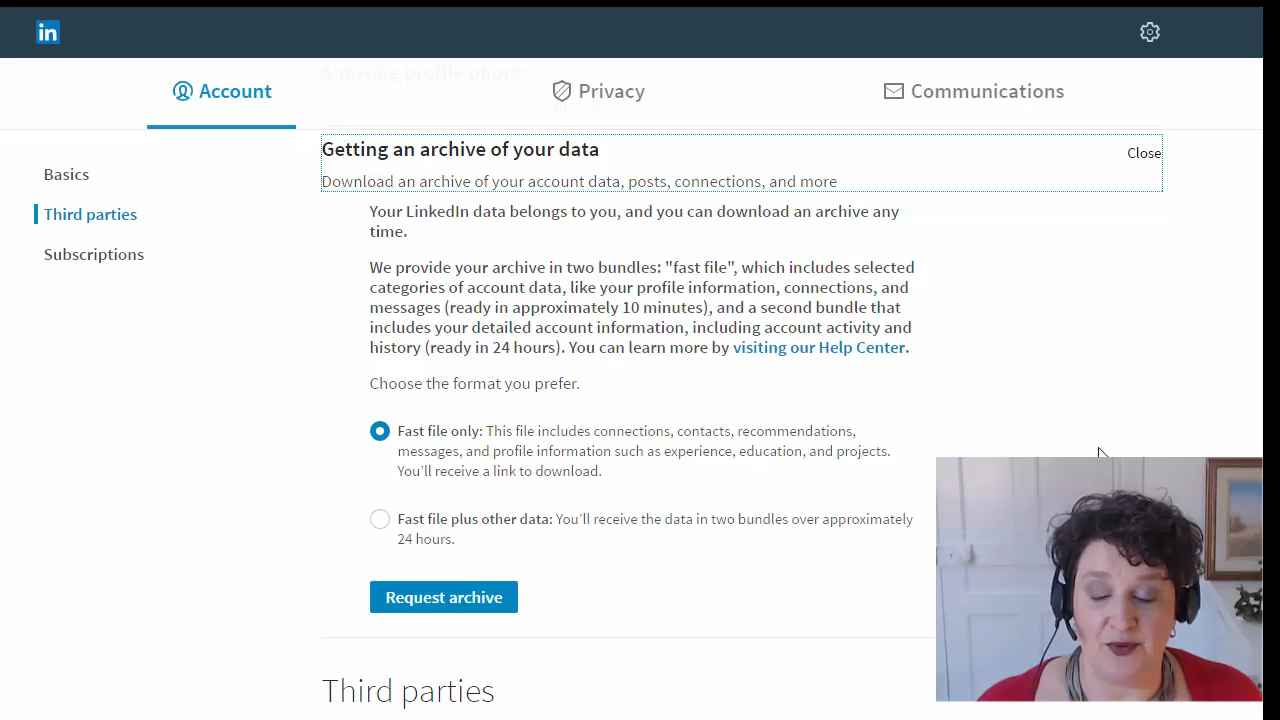 in
Showing profile photos
Account
Privacy
Communications
Basics
Third parties
Subscriptions
Getting an archive of your data
Close
Download an archive of your account data, posts, connections, and more
Your LinkedIn data belongs to you, and you can download an archive any
time.
We provide your archive in two bundles: "fast file", which includes selected
categories of account data, like your profile information, connections, and
messages (ready in approximately 10 minutes), and a second bundle that
includes your detailed account information, including account activity and
history (ready in 24 hours). You can learn more by visiting our Help Center.
Choose the format you prefer.
Fast file only: This file includes connections, contacts, recommendations,
messages, and profile information such as experience, education, and projects.
You'll receive a link to download.
Fast file plus other data: You'll receive the data in two bundles over approximately
24 hours.
Request archive
Third parties